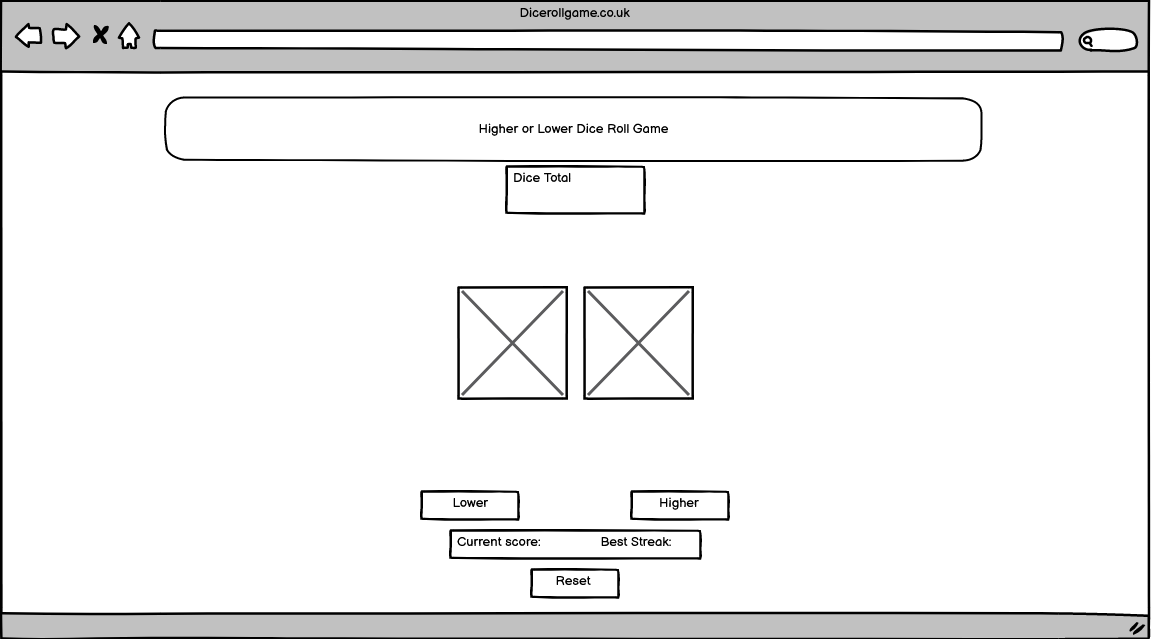 Dicerollgame.co.uk
Higher or Lower Dice Roll Game
Dice Total
Lower Higher
Current score: Best Streak:
Reset